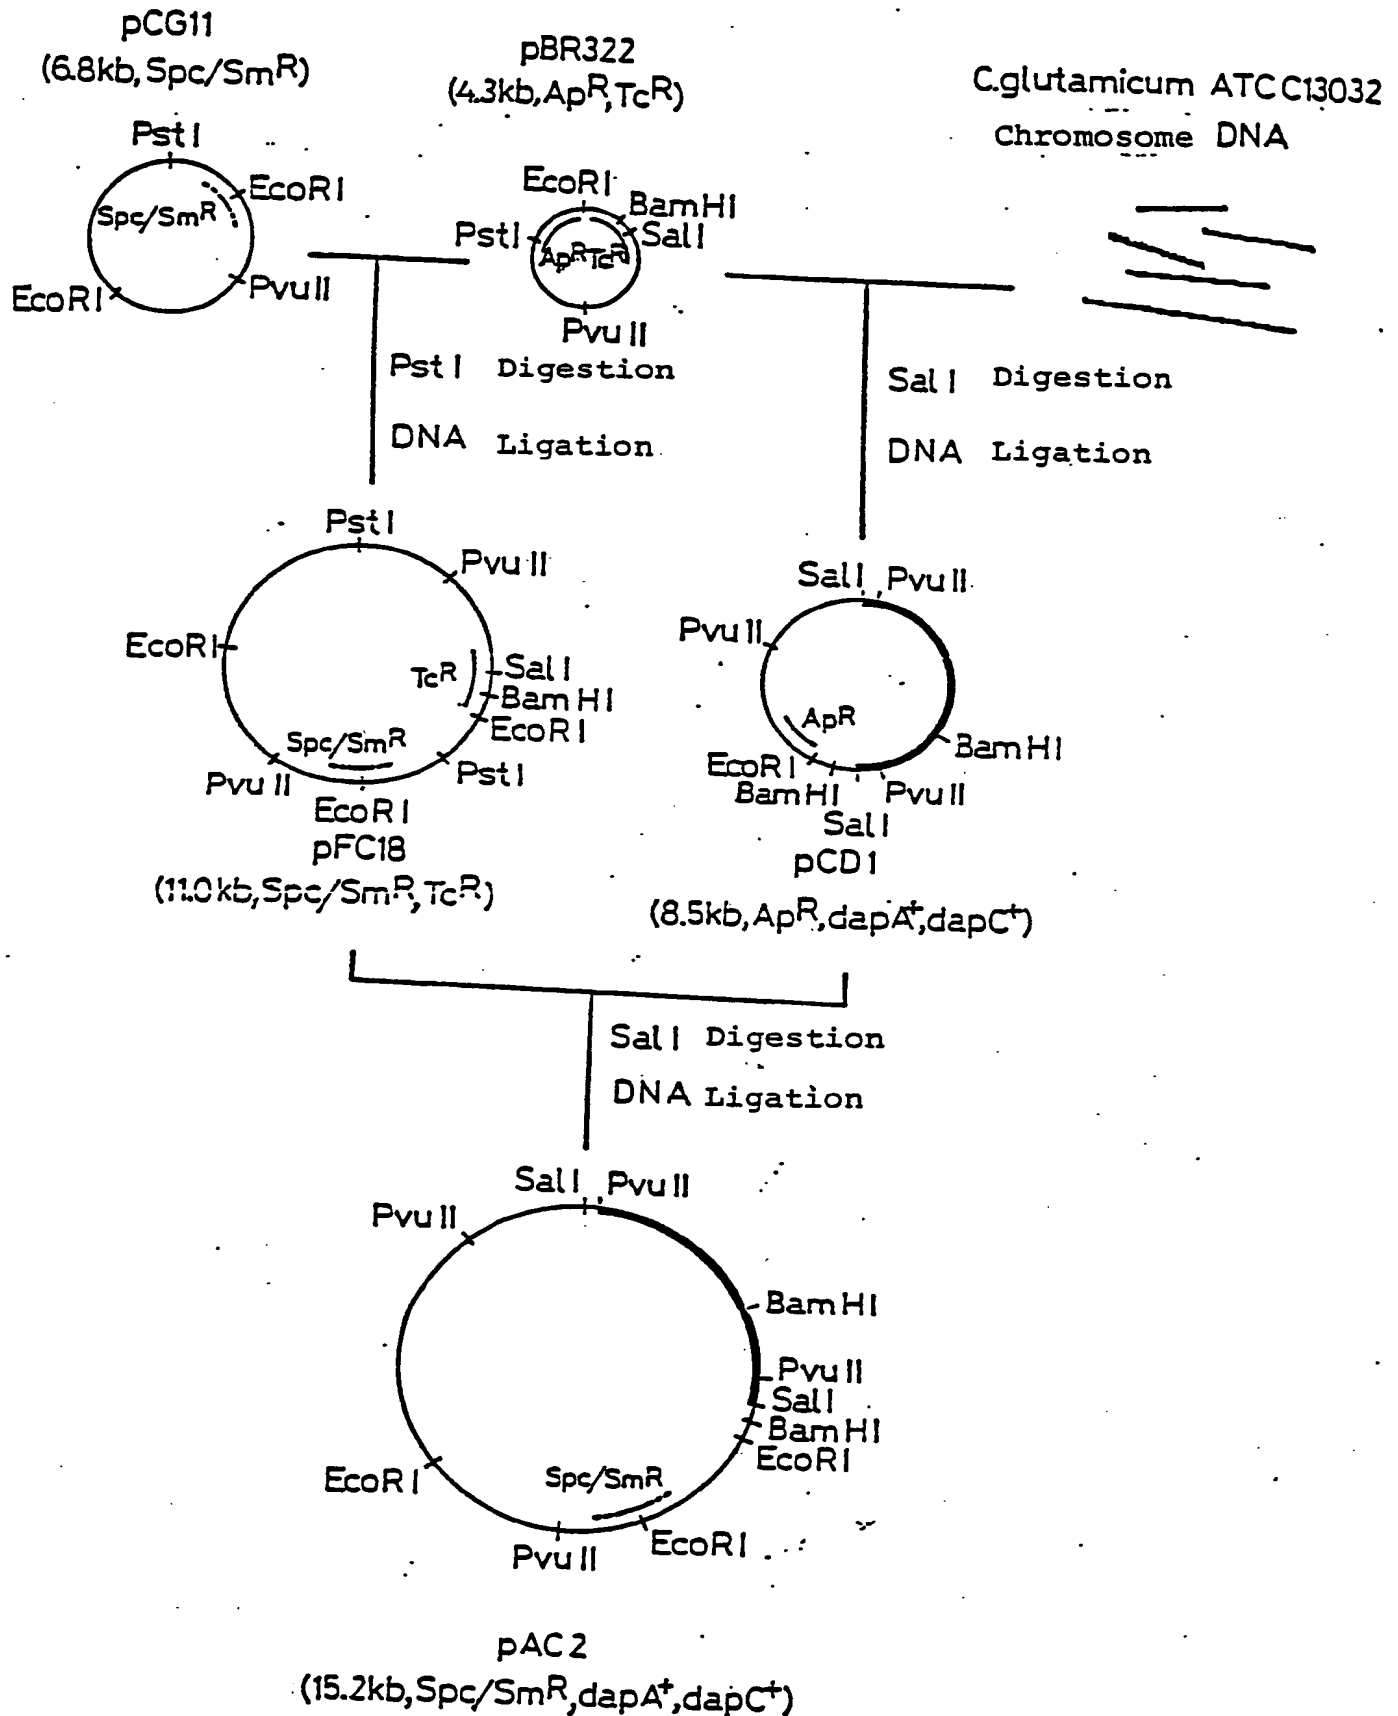 pCG11
(6.8kb,Spc/SmR)
PstI
EcoRI
Spc/SmR
EcoRI
PvuII
pBR322
(4.3kb,ApR,TcR)
EcoRI
BamHI
PstI
SalI
ApR TcR
PvuII
C.glutamicum ATCC13032
Chromosome DNA
PstI Digestion
DNA Ligation
SalI Digestion
DNA Ligation
PstI
PvuII
EcoRI
TcR
SalI
BamHI
EcoRI
Spc/SmR
PvuII
PstI
EcoRI
pFC18
(11.0kb,Spc/SmR,TcR)
SalI PvuII
PvuII
ApR
BamHI
EcoRI
BamHI
PvuII
SalI
pCD1
(8.5kb,ApR,dapA+,dapC+)
SalI Digestion
DNA Ligation
SalI PvuII
PvuII
BamHI
PvuII
SalI
BamHI
EcoRI
EcoRI
Spc/SmR
PvuII
EcoRI
pAC2
(15.2kb,Spc/SmR,dapA+,dapC+)